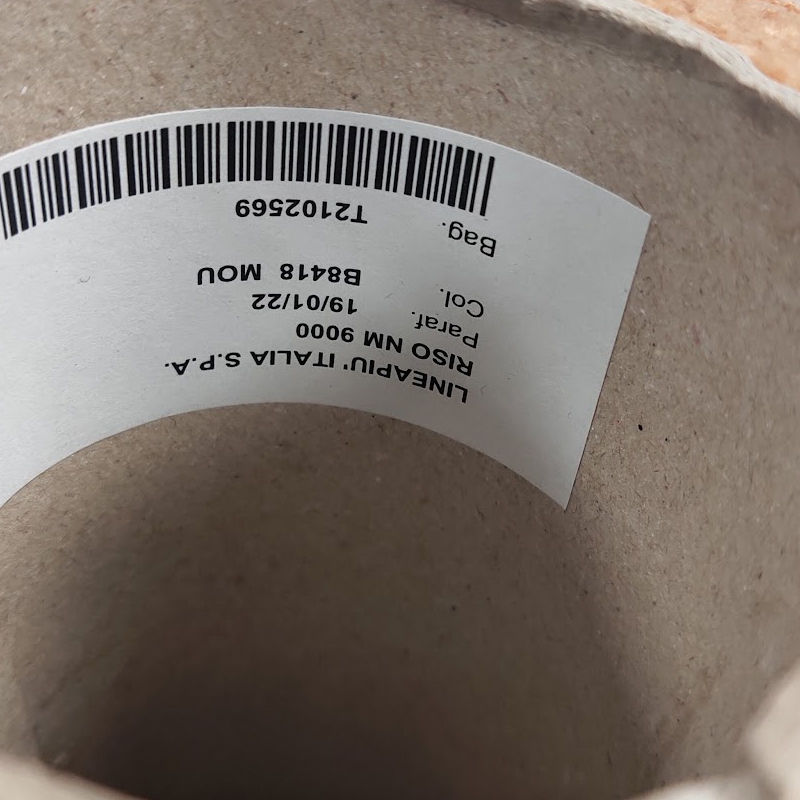 LINEAPIU' ITALIA S.P.A.
RISO NM 9000
Paraf. 19/01/22
Col. B8418 MOU
Bag. T2102569